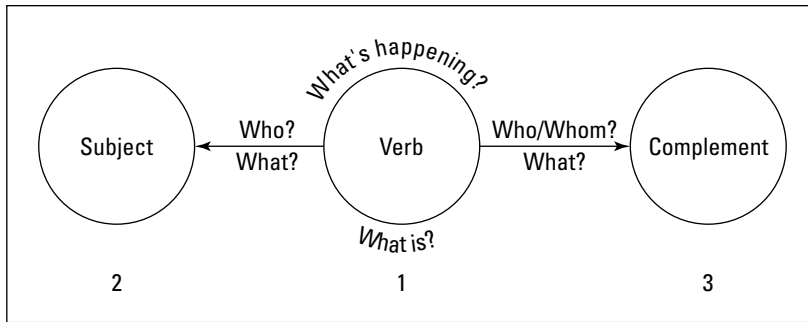 What's happening?
Subject
Who?
What?
Verb
Who/Whom?
What?
Complement
What is?
2
1
3